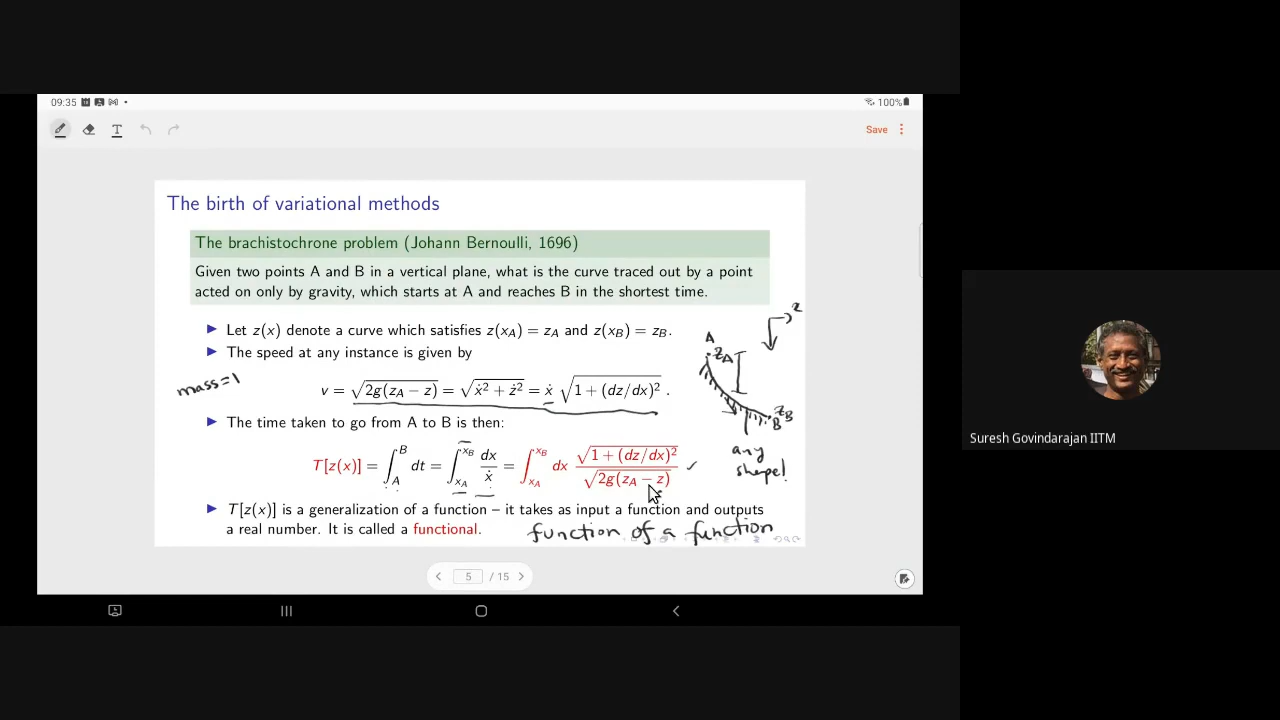 09:35
100%
T
Save
The birth of variational methods
The brachistochrone problem (Johann Bernoulli, 1696)
Given two points A and B in a vertical plane, what is the curve traced out by a point
acted on only by gravity, which starts at A and reaches B in the shortest time.
▶ Let z(x) denote a curve which satisfies z(x_A) = z_A and z(x_B) = z_B.
▶ The speed at any instance is given by
mass=1
v = √(2g(z_A − z)) = √(ẋ² + ż²) = ẋ √(1 + (dz/dx)²) .
▶ The time taken to go from A to B is then:
T[z(x)] = ∫_A^B dt = ∫_{x_A}^{x_B} dx/ẋ = ∫_{x_A}^{x_B} dx √(1 + (dz/dx)²) / √(2g(z_A − z)) ✓
▶ T[z(x)] is a generalization of a function – it takes as input a function and outputs
a real number. It is called a functional.
function of a function
z
A
z_A
z_B
B
any
shape!
5 / 15
Suresh Govindarajan IITM